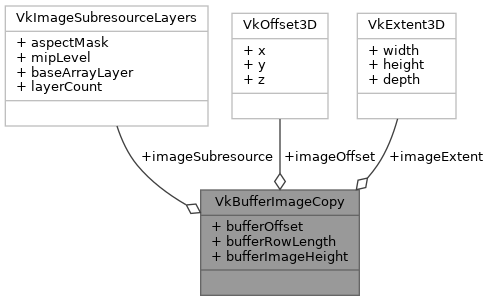 VkImageSubresourceLayers
+ aspectMask
+ mipLevel
+ baseArrayLayer
+ layerCount
VkOffset3D
+ x
+ y
+ z
VkExtent3D
+ width
+ height
+ depth
+imageSubresource
+imageOffset
+imageExtent
VkBufferImageCopy
+ bufferOffset
+ bufferRowLength
+ bufferImageHeight